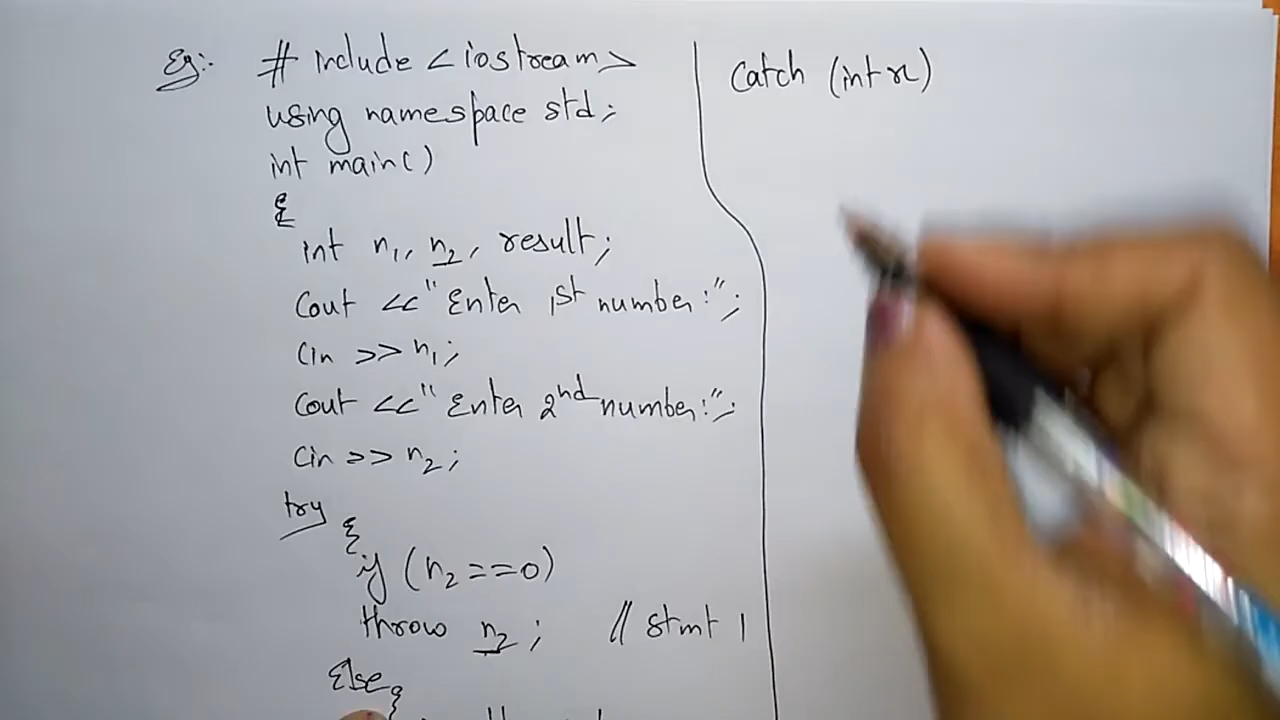 Eg:- # include <iostream>
using namespace std;
int main()
{
int n1, n2, result;
Cout << "Enter 1st number:";
Cin >> n1;
Cout << "Enter 2nd number:";
Cin >> n2;
try
{
if (n2==0)
throw n2; // stmt 1
Else
{
Catch (int x)